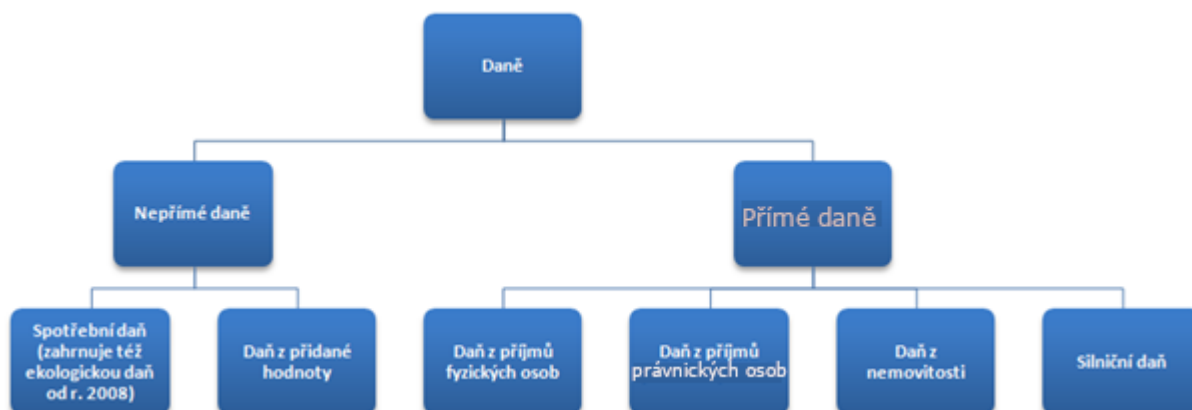 Daně
Nepřímé daně
Přímé daně
Spotřební daň
(zahrnuje též
ekologickou daň
od r. 2008)
Daň z přidané
hodnoty
Daň z příjmů
fyzických osob
Daň z příjmů
právnických osob
Daň z
nemovitosti
Silniční daň